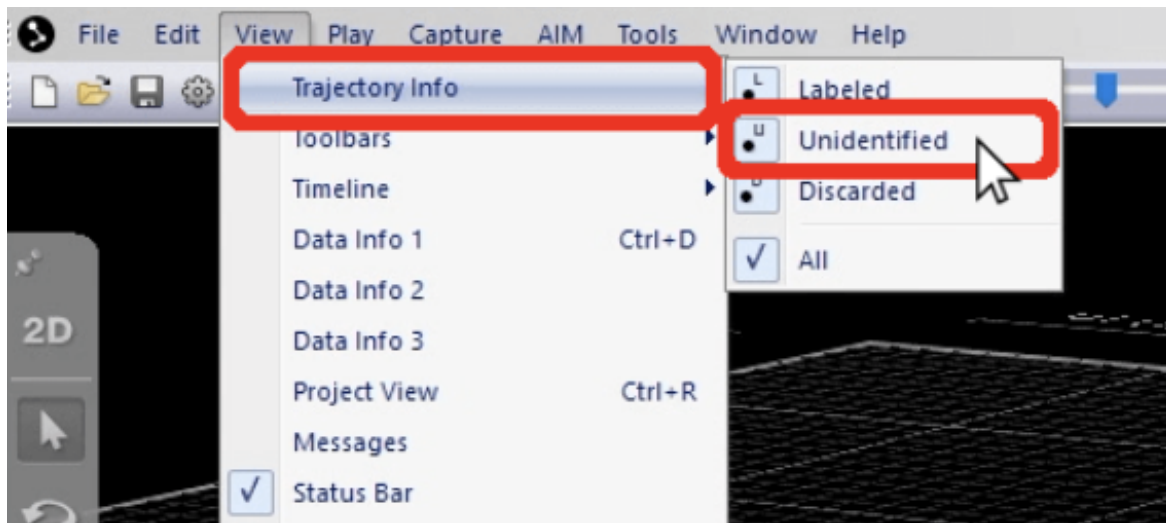 File Edit View Play Capture AIM Tools Window Help
Trajectory Info
Toolbars
Timeline
Data Info 1 Ctrl+D
Data Info 2
Data Info 3
Project View Ctrl+R
Messages
Status Bar
L Labeled
U Unidentified
D Discarded
All
2D